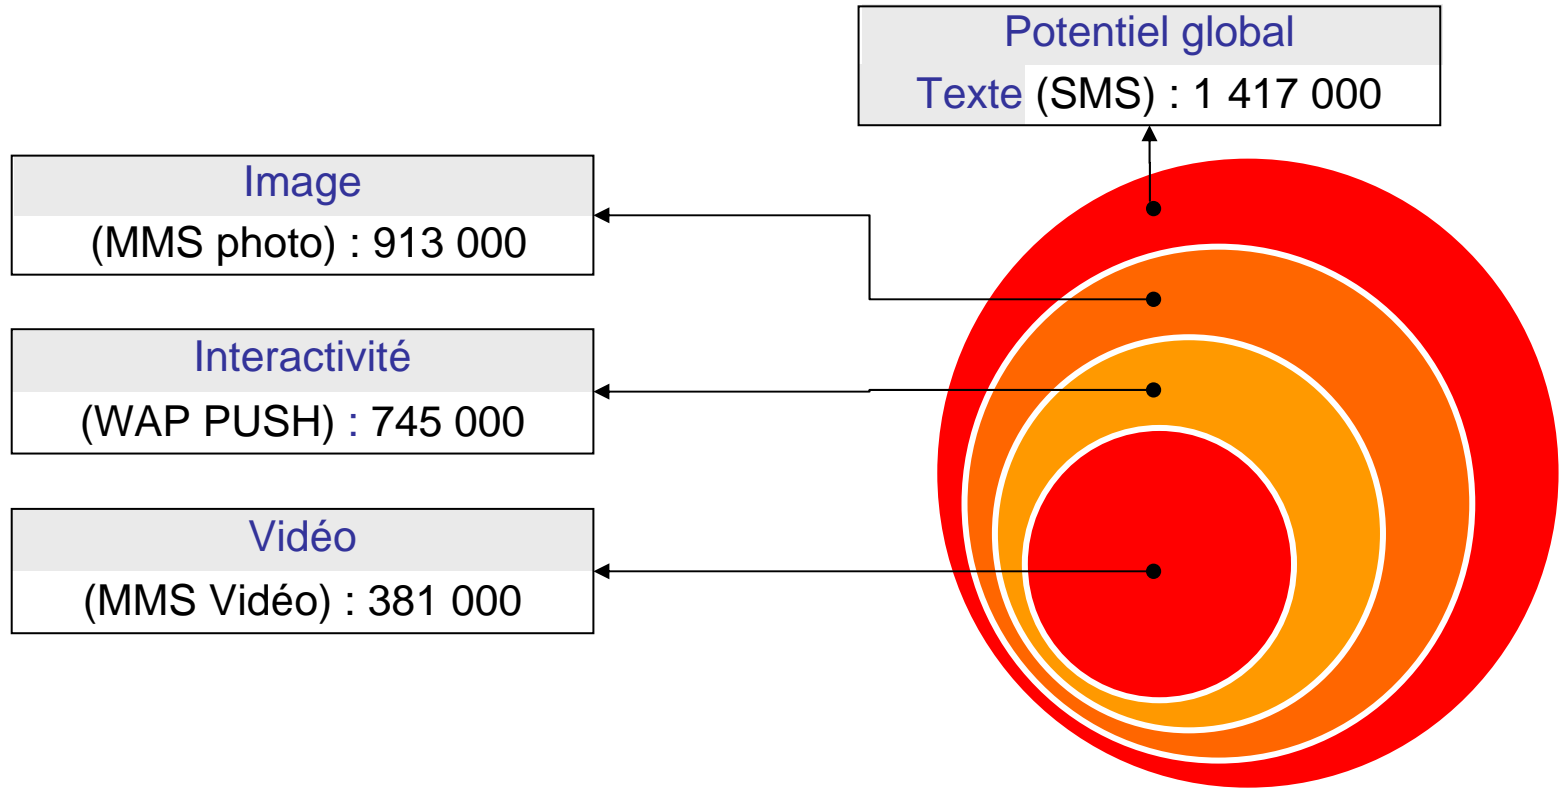 Potentiel global
Texte (SMS) : 1 417 000
Image
(MMS photo) : 913 000
Interactivité
(WAP PUSH) : 745 000
Vidéo
(MMS Vidéo) : 381 000